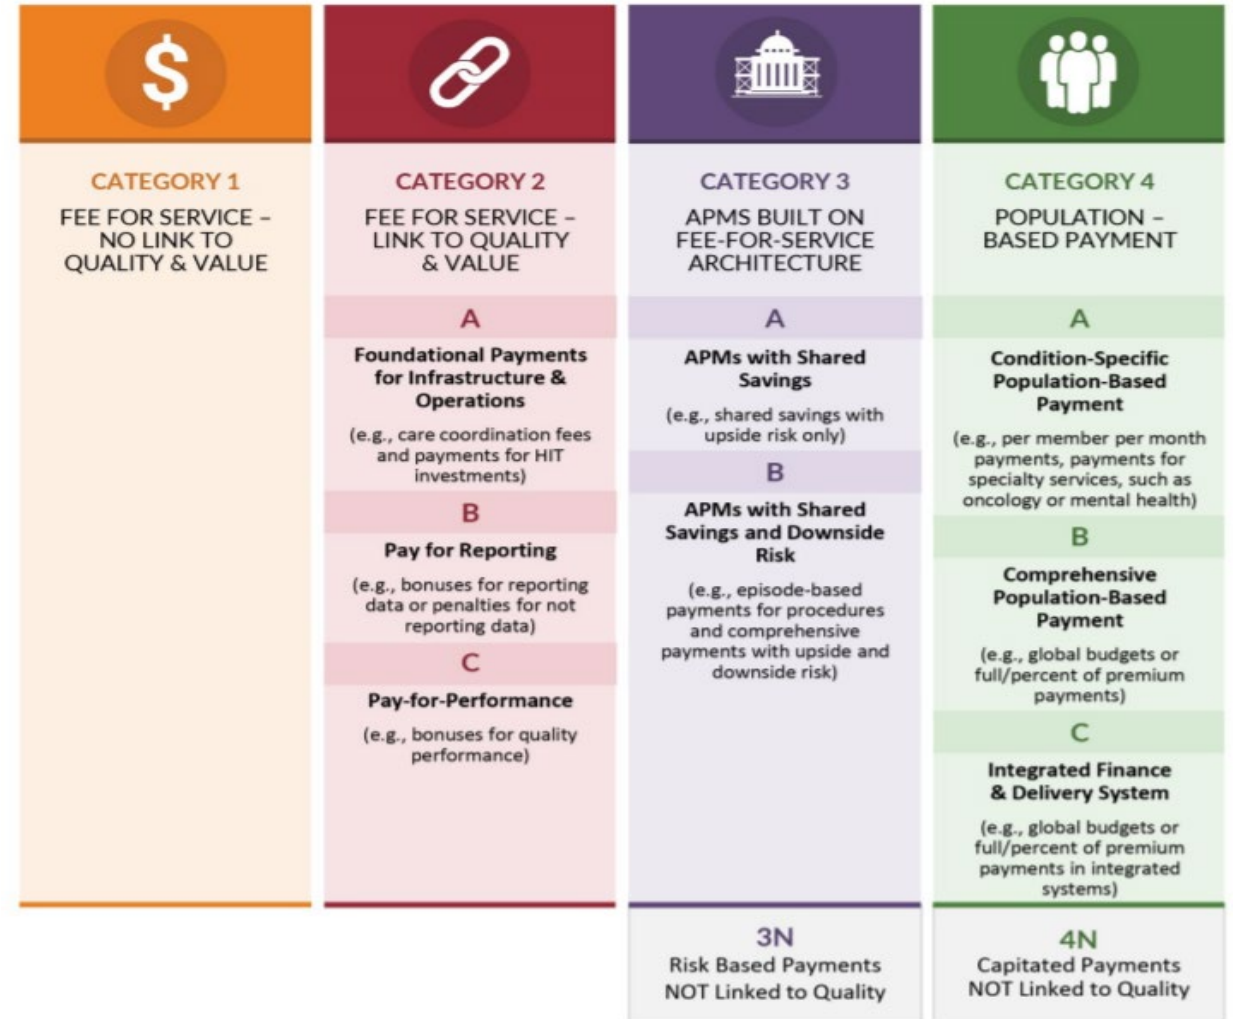 $
CATEGORY 1
FEE FOR SERVICE –
NO LINK TO
QUALITY & VALUE
CATEGORY 2
FEE FOR SERVICE –
LINK TO QUALITY
& VALUE
A
Foundational Payments
for Infrastructure &
Operations
(e.g., care coordination fees
and payments for HIT
investments)
B
Pay for Reporting
(e.g., bonuses for reporting
data or penalties for not
reporting data)
C
Pay-for-Performance
(e.g., bonuses for quality
performance)
CATEGORY 3
APMS BUILT ON
FEE-FOR-SERVICE
ARCHITECTURE
A
APMs with Shared
Savings
(e.g., shared savings with
upside risk only)
B
APMs with Shared
Savings and Downside
Risk
(e.g., episode-based
payments for procedures
and comprehensive
payments with upside and
downside risk)
3N
Risk Based Payments
NOT Linked to Quality
CATEGORY 4
POPULATION –
BASED PAYMENT
A
Condition-Specific
Population-Based
Payment
(e.g., per member per month
payments, payments for
specialty services, such as
oncology or mental health)
B
Comprehensive
Population-Based
Payment
(e.g., global budgets or
full/percent of premium
payments)
C
Integrated Finance
& Delivery System
(e.g., global budgets or
full/percent of premium
payments in integrated
systems)
4N
Capitated Payments
NOT Linked to Quality